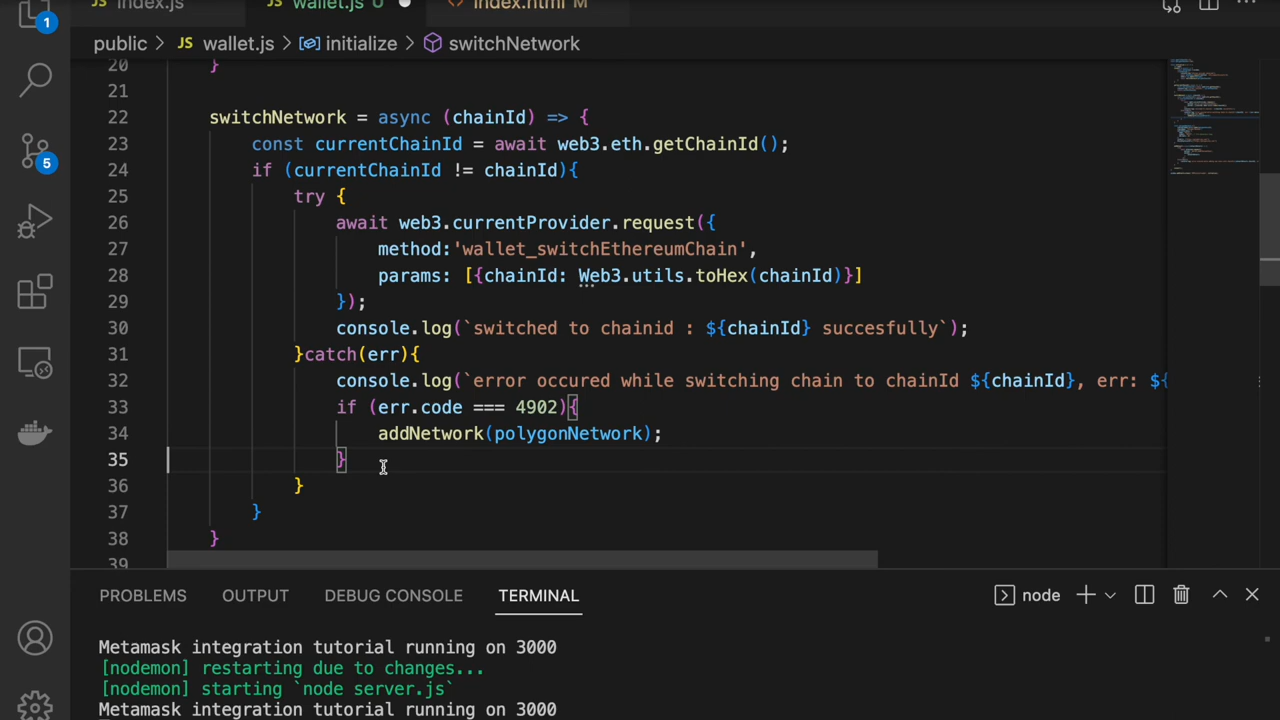 index.js
wallet.js U
index.html M
1
public > JS wallet.js > initialize > switchNetwork
20 }
21
22 switchNetwork = async (chainId) => {
23 const currentChainId = await web3.eth.getChainId();
24 if (currentChainId != chainId){
25 try {
26 await web3.currentProvider.request({
27 method:'wallet_switchEthereumChain',
28 params: [{chainId: Web3.utils.toHex(chainId)}]
29 });
30 console.log(`switched to chainid : ${chainId} succesfully`);
31 }catch(err){
32 console.log(`error occured while switching chain to chainId ${chainId}, err: ${
33 if (err.code === 4902){
34 addNetwork(polygonNetwork);
35 }
36 }
37 }
38 }
39
5
PROBLEMS OUTPUT DEBUG CONSOLE TERMINAL node
Metamask integration tutorial running on 3000
[nodemon] restarting due to changes...
[nodemon] starting `node server.js`
Metamask integration tutorial running on 3000